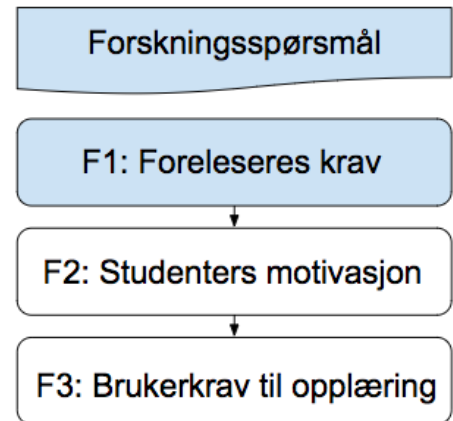 Forskningsspørsmål
F1: Foreleseres krav
F2: Studenters motivasjon
F3: Brukerkrav til opplæring